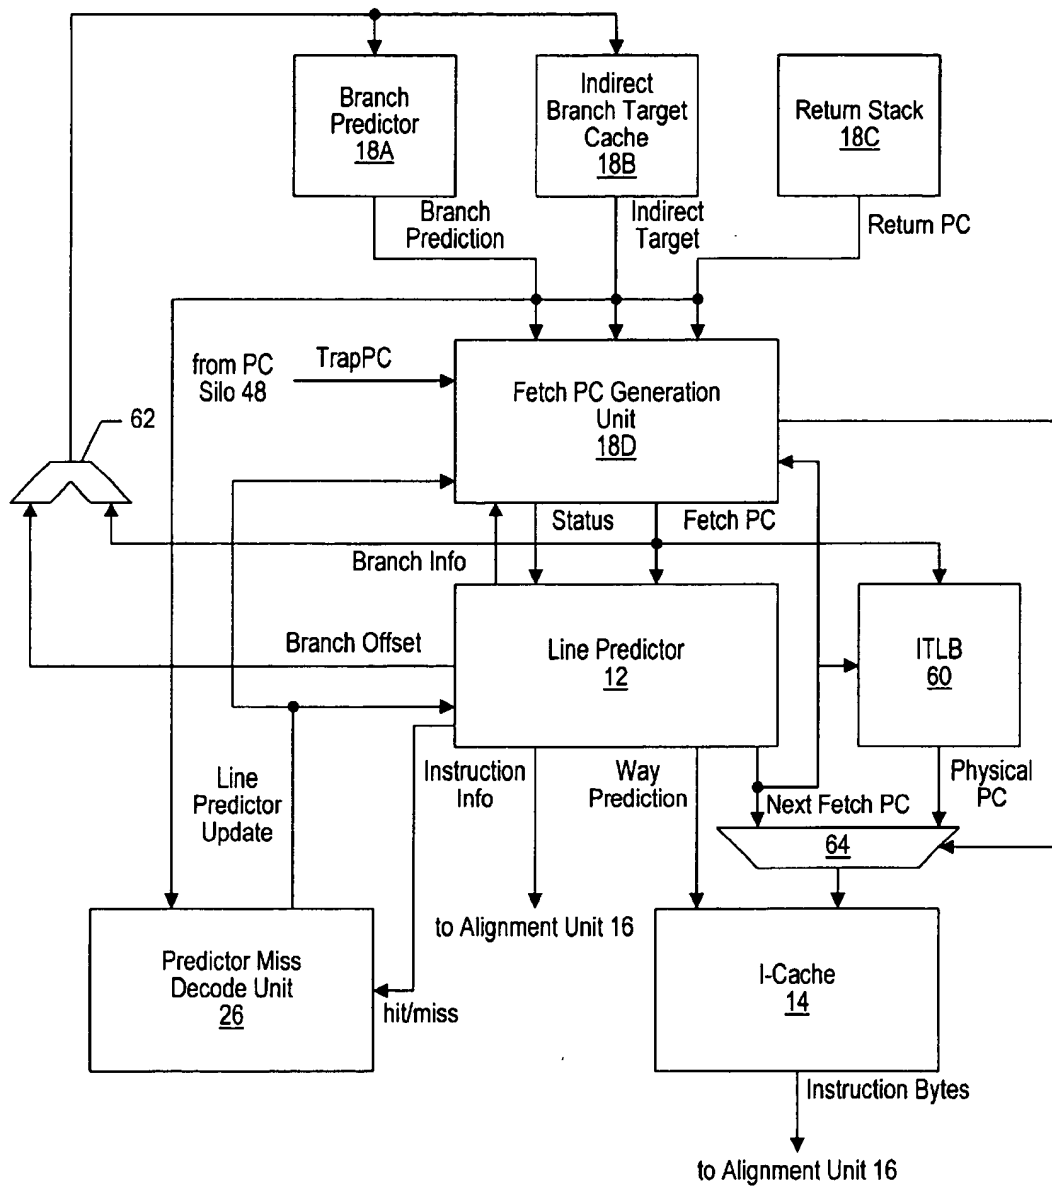 Branch
Predictor
18A
Indirect
Branch Target
Cache
18B
Return Stack
18C
Branch
Prediction
Indirect
Target
Return PC
from PC
Silo 48
TrapPC
Fetch PC Generation
Unit
18D
62
Status
Fetch PC
Branch Info
Branch Offset
Line Predictor
12
ITLB
60
Line
Predictor
Update
Instruction
Info
Way
Prediction
Next Fetch PC
Physical
PC
64
to Alignment Unit 16
Predictor Miss
Decode Unit
26
hit/miss
I-Cache
14
Instruction Bytes
to Alignment Unit 16